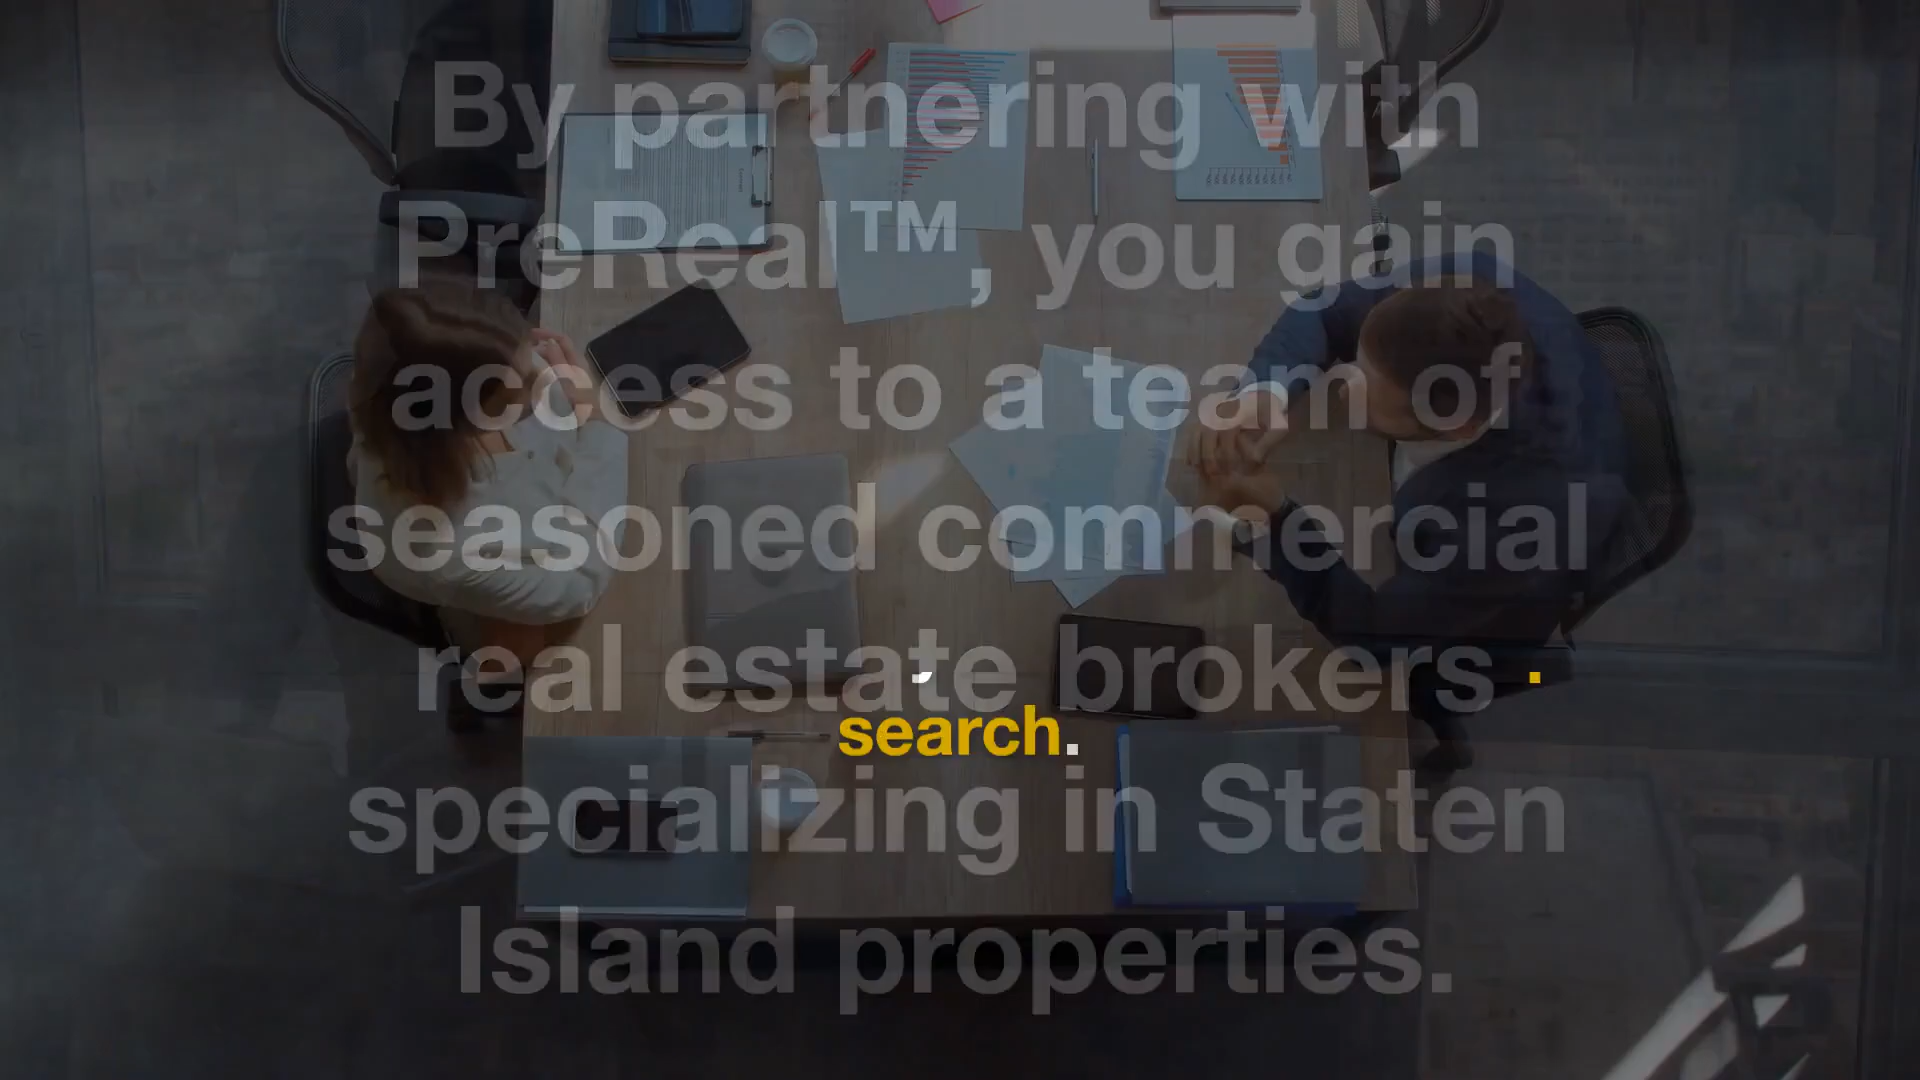 By partnering with
PreReal™, you gain
access to a team of
seasoned commercial
real estate brokers
search.
specializing in Staten
Island properties.